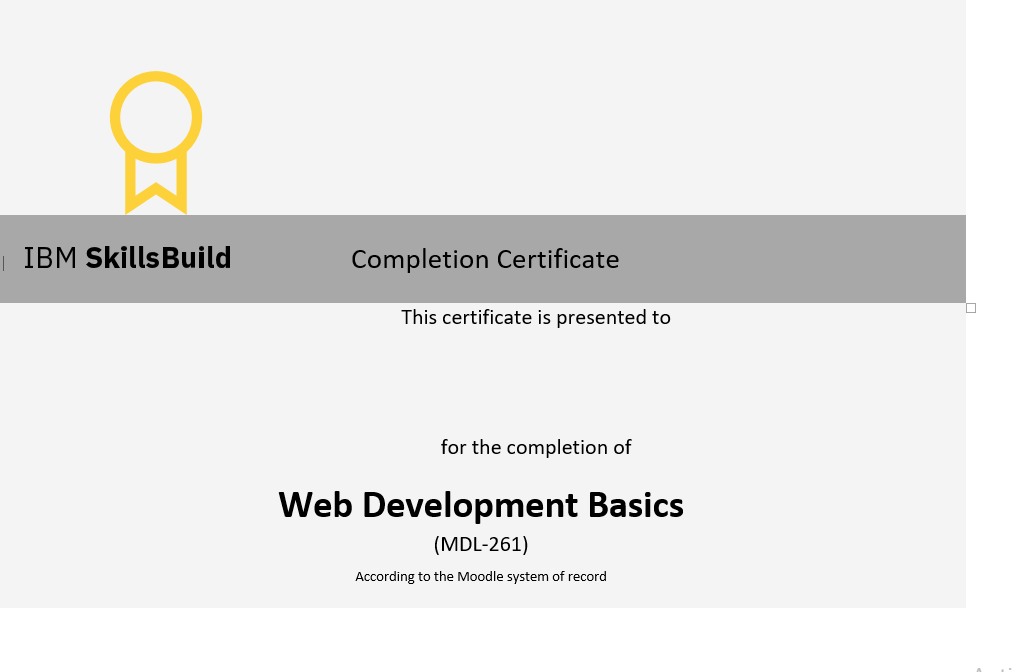 IBM SkillsBuild
Completion Certificate
This certificate is presented to
for the completion of
Web Development Basics
(MDL-261)
According to the Moodle system of record